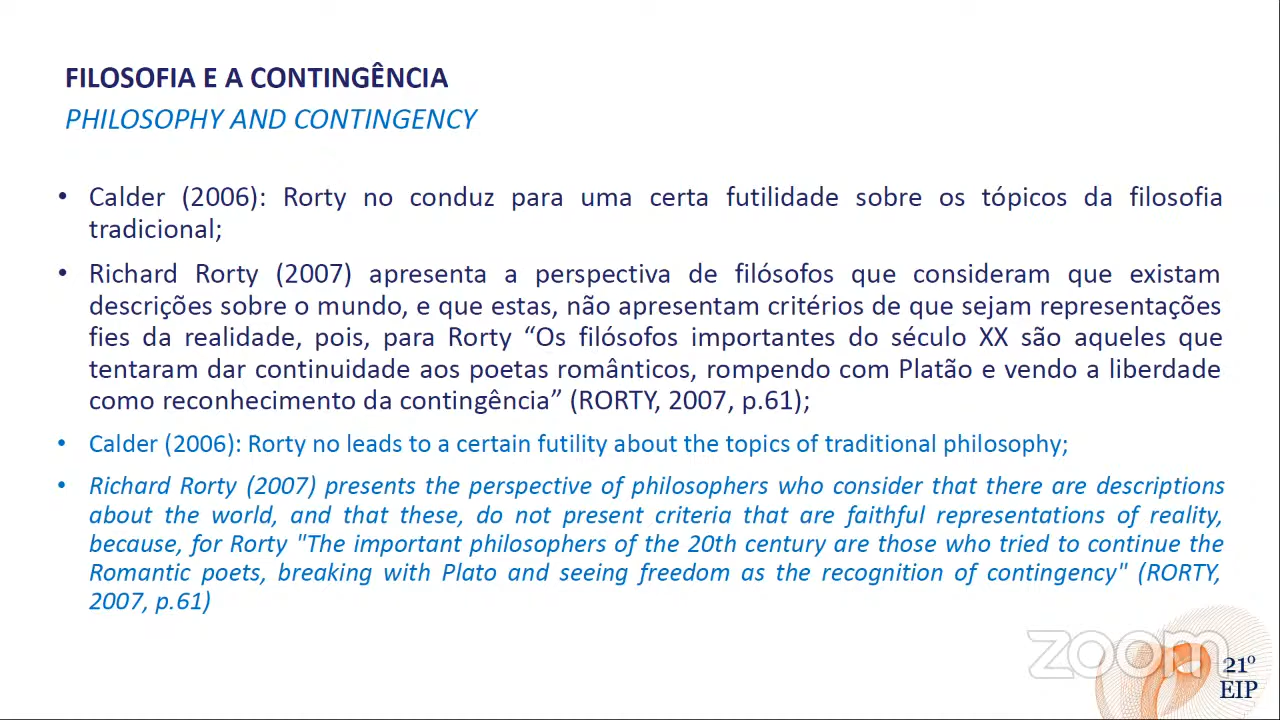 FILOSOFIA E A CONTINGÊNCIA
PHILOSOPHY AND CONTINGENCY
• Calder (2006): Rorty no conduz para uma certa futilidade sobre os tópicos da filosofia
tradicional;
• Richard Rorty (2007) apresenta a perspectiva de filósofos que consideram que existam
descrições sobre o mundo, e que estas, não apresentam critérios de que sejam representações
fies da realidade, pois, para Rorty “Os filósofos importantes do século XX são aqueles que
tentaram dar continuidade aos poetas românticos, rompendo com Platão e vendo a liberdade
como reconhecimento da contingência” (RORTY, 2007, p.61);
• Calder (2006): Rorty no leads to a certain futility about the topics of traditional philosophy;
• Richard Rorty (2007) presents the perspective of philosophers who consider that there are descriptions
about the world, and that these, do not present criteria that are faithful representations of reality,
because, for Rorty "The important philosophers of the 20th century are those who tried to continue the
Romantic poets, breaking with Plato and seeing freedom as the recognition of contingency" (RORTY,
2007, p.61)
zoom
21º
EIP